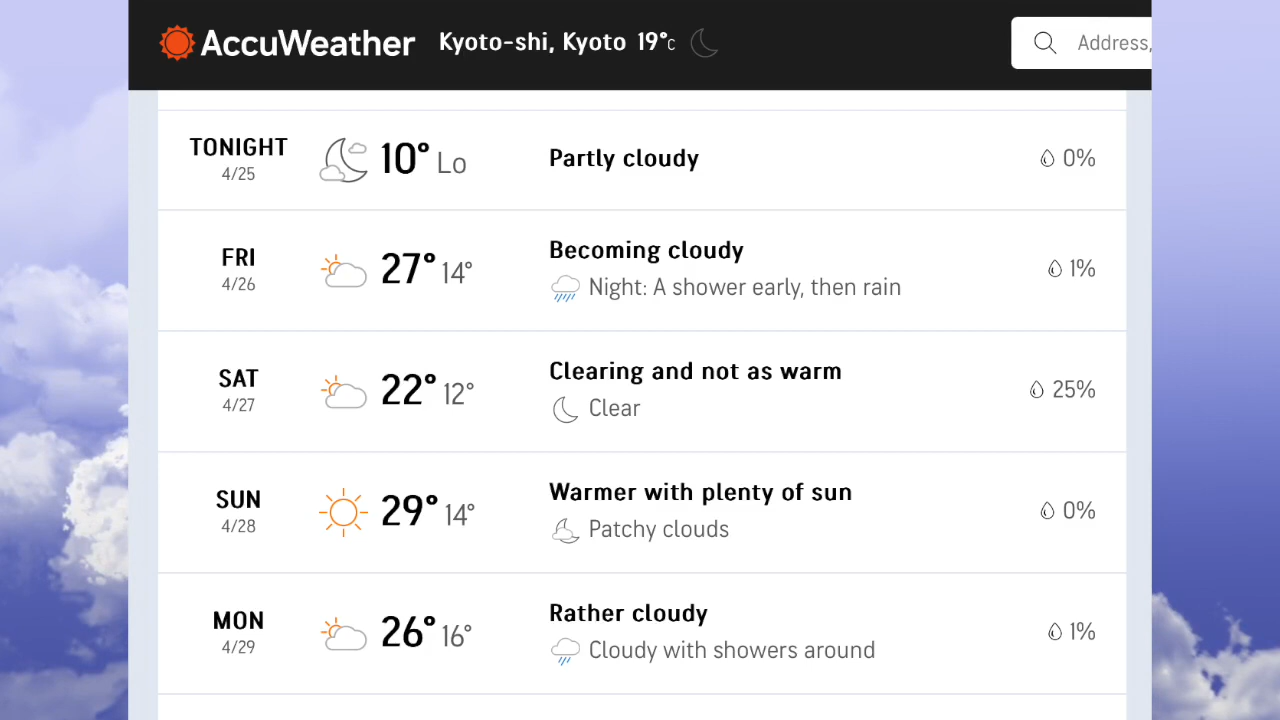 AccuWeather Kyoto-shi, Kyoto 19°c Address,
TONIGHT
4/25
10° Lo
Partly cloudy
0%
FRI
4/26
27° 14°
Becoming cloudy
Night: A shower early, then rain
1%
SAT
4/27
22° 12°
Clearing and not as warm
Clear
25%
SUN
4/28
29° 14°
Warmer with plenty of sun
Patchy clouds
0%
MON
4/29
26° 16°
Rather cloudy
Cloudy with showers around
1%